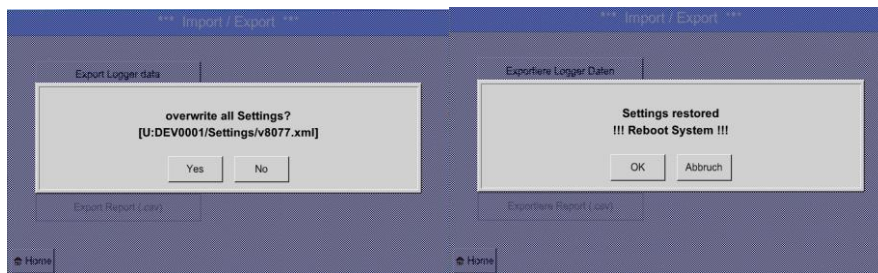 *** Import / Export ***
Export Logger data
overwrite all Settings?
[U:DEV0001/Settings/v8077.xml]
Yes
No
Export Report (.csv)
Home
*** Import / Export ***
Exportiere Logger Daten
Settings restored
!!! Reboot System !!!
OK
Abbruch
Exportiere Report (.csv)
Home